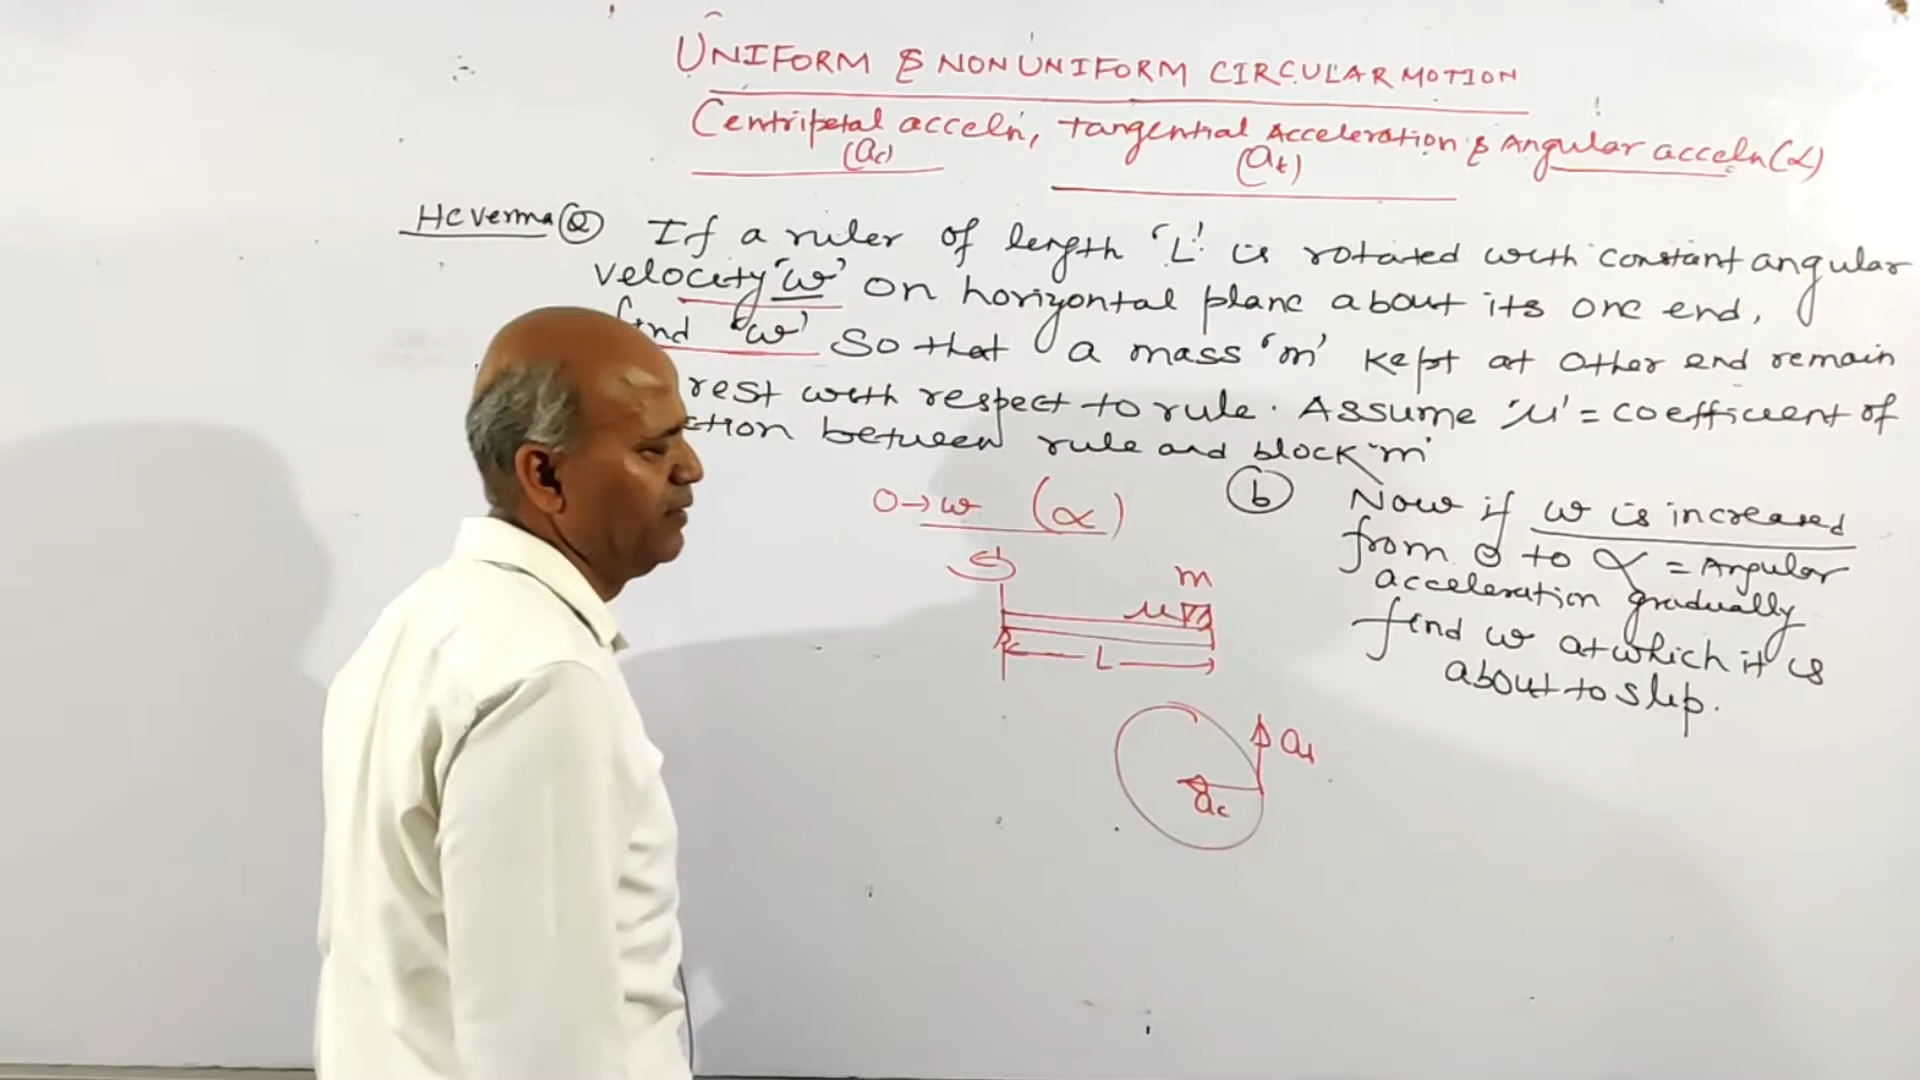 UNIFORM & NONUNIFORM CIRCULAR MOTION
Centripetal acceln, tangential Acceleration & Angular acceln (α)
(ac) (at)
HC Verma Q If a ruler of length 'L' is rotated with constant angular
velocity 'w' on horizontal plane about its one end,
find 'w' so that a mass 'm' kept at other end remain
rest with respect to rule. Assume 'μ' = coefficient of
ction between rule and block 'm'
0→w (α)
b Now if w is increased
from 0 to α = Angular
acceleration gradually
find w at which it is
about to slip.
m
μ
L
at
ac